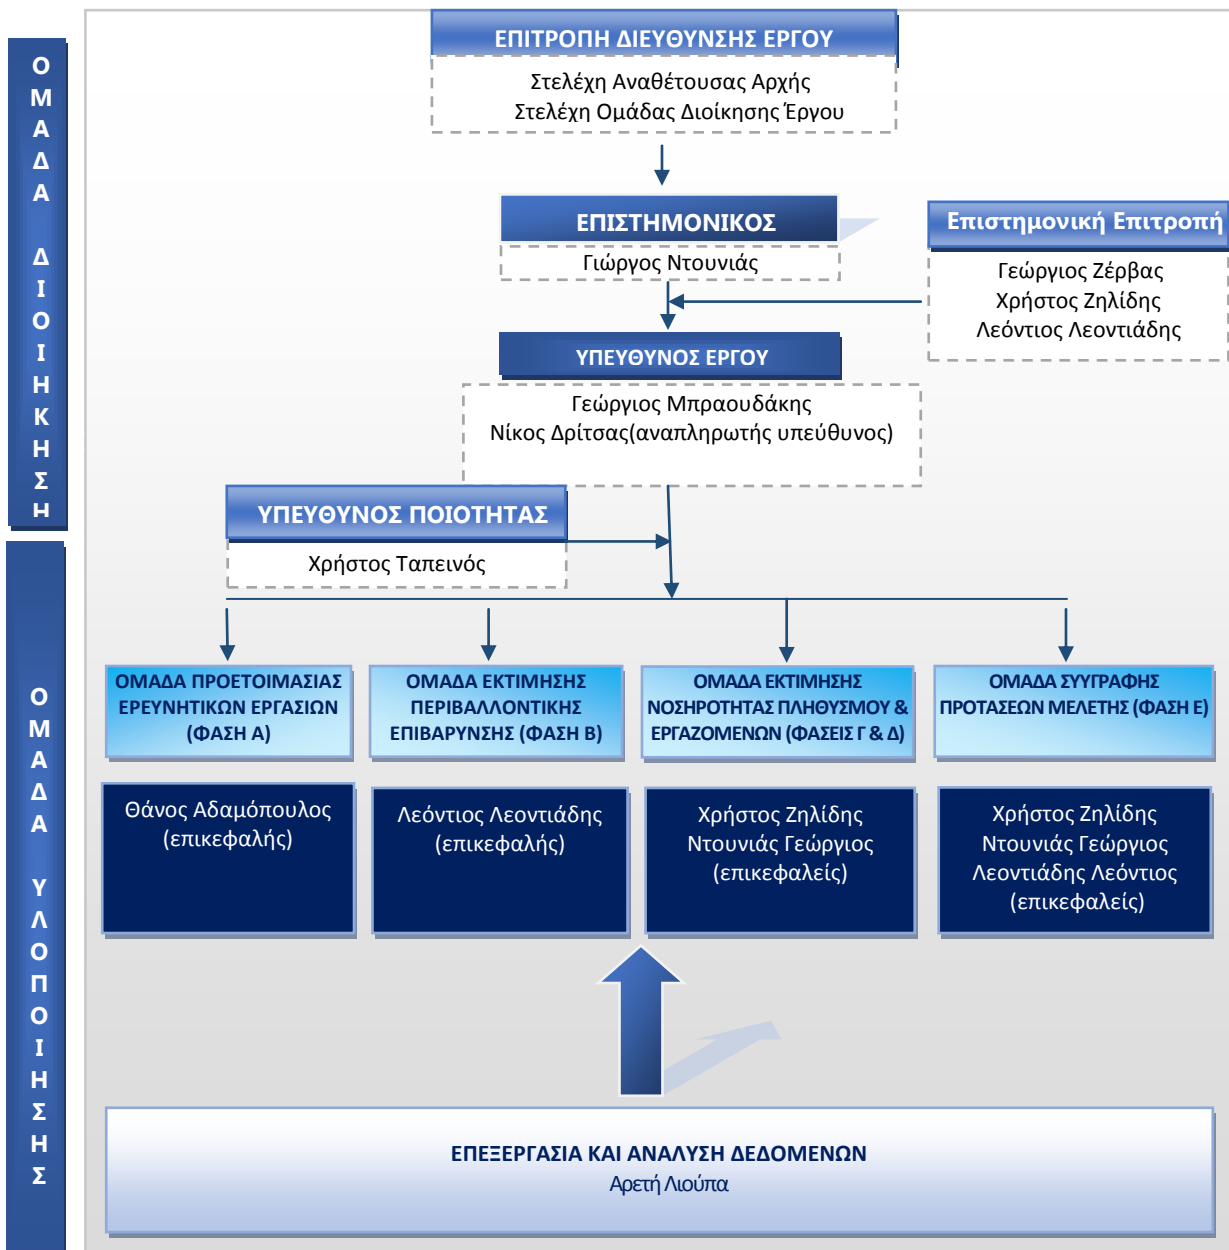 ΟΜΑΔΑ ΔΙΟΙΚΗΣΗ
ΕΠΙΤΡΟΠΗ ΔΙΕΥΘΥΝΣΗΣ ΕΡΓΟΥ
Στελέχη Αναθέτουσας Αρχής
Στελέχη Ομάδας Διοίκησης Έργου
ΕΠΙΣΤΗΜΟΝΙΚΟΣ
Γιώργος Ντουνιάς
Επιστημονική Επιτροπή
Γεώργιος Ζέρβας
Χρήστος Ζηλίδης
Λεόντιος Λεοντιάδης
ΥΠΕΥΘΥΝΟΣ ΕΡΓΟΥ
Γεώργιος Μπραουδάκης
Νίκος Δρίτσας(αναπληρωτής υπεύθυνος)
ΥΠΕΥΘΥΝΟΣ ΠΟΙΟΤΗΤΑΣ
Χρήστος Ταπεινός
ΟΜΑΔΑ ΥΛΟΠΟΙΗΣΗΣ
ΟΜΑΔΑ ΠΡΟΕΤΟΙΜΑΣΙΑΣ
ΕΡΕΥΝΗΤΙΚΩΝ ΕΡΓΑΣΙΩΝ
(ΦΑΣΗ Α)
Θάνος Αδαμόπουλος
(επικεφαλής)
ΟΜΑΔΑ ΕΚΤΙΜΗΣΗΣ
ΠΕΡΙΒΑΛΛΟΝΤΙΚΗΣ
ΕΠΙΒΑΡΥΝΣΗΣ (ΦΑΣΗ Β)
Λεόντιος Λεοντιάδης
(επικεφαλής)
ΟΜΑΔΑ ΕΚΤΙΜΗΣΗΣ
ΝΟΣΗΡΟΤΗΤΑΣ ΠΛΗΘΥΣΜΟΥ &
ΕΡΓΑΖΟΜΕΝΩΝ (ΦΑΣΕΙΣ Γ & Δ)
Χρήστος Ζηλίδης
Ντουνιάς Γεώργιος
(επικεφαλείς)
ΟΜΑΔΑ ΣΥΥΓΡΑΦΗΣ
ΠΡΟΤΑΣΕΩΝ ΜΕΛΕΤΗΣ (ΦΑΣΗ Ε)
Χρήστος Ζηλίδης
Ντουνιάς Γεώργιος
Λεοντιάδης Λεόντιος
(επικεφαλείς)
ΕΠΕΞΕΡΓΑΣΙΑ ΚΑΙ ΑΝΑΛΥΣΗ ΔΕΔΟΜΕΝΩΝ
Αρετή Λιούπα